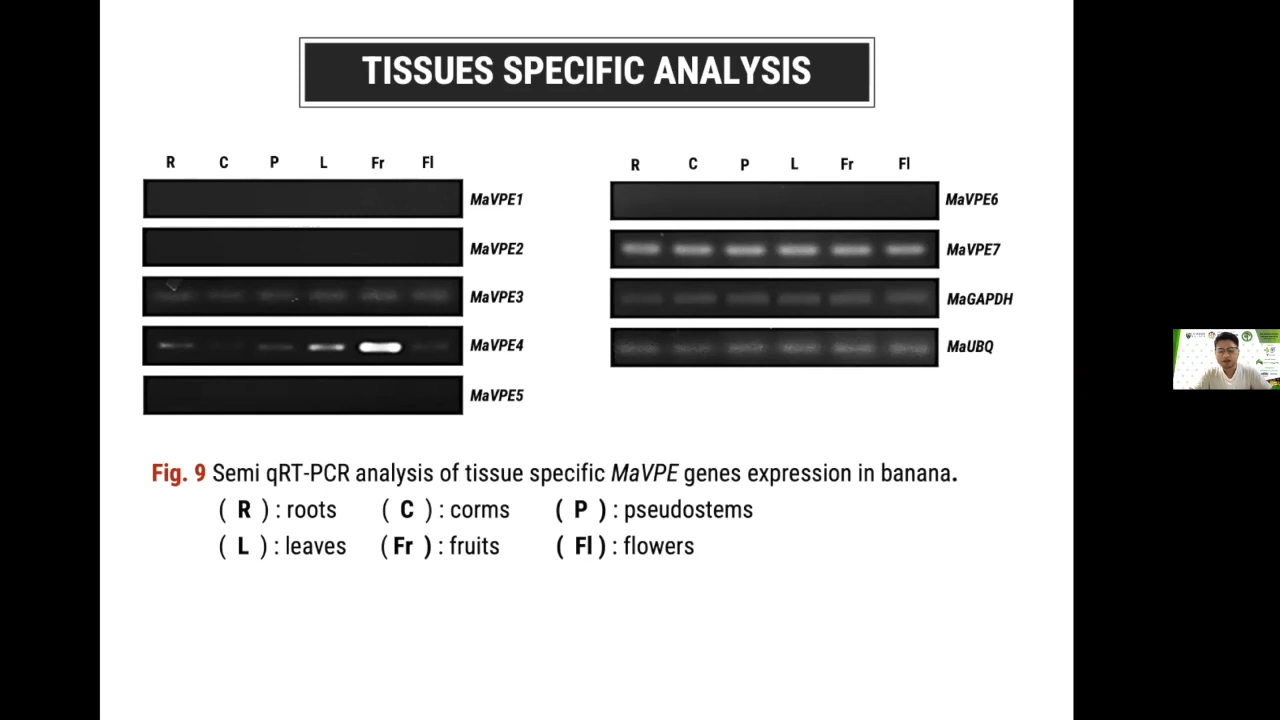 TISSUES SPECIFIC ANALYSIS
R C P L Fr Fl
MaVPE1
MaVPE2
MaVPE3
MaVPE4
MaVPE5
R C P L Fr Fl
MaVPE6
MaVPE7
MaGAPDH
MaUBQ
Fig. 9 Semi qRT-PCR analysis of tissue specific MaVPE genes expression in banana.
( R ) : roots ( C ) : corms ( P ) : pseudostems
( L ) : leaves ( Fr ) : fruits ( Fl ) : flowers